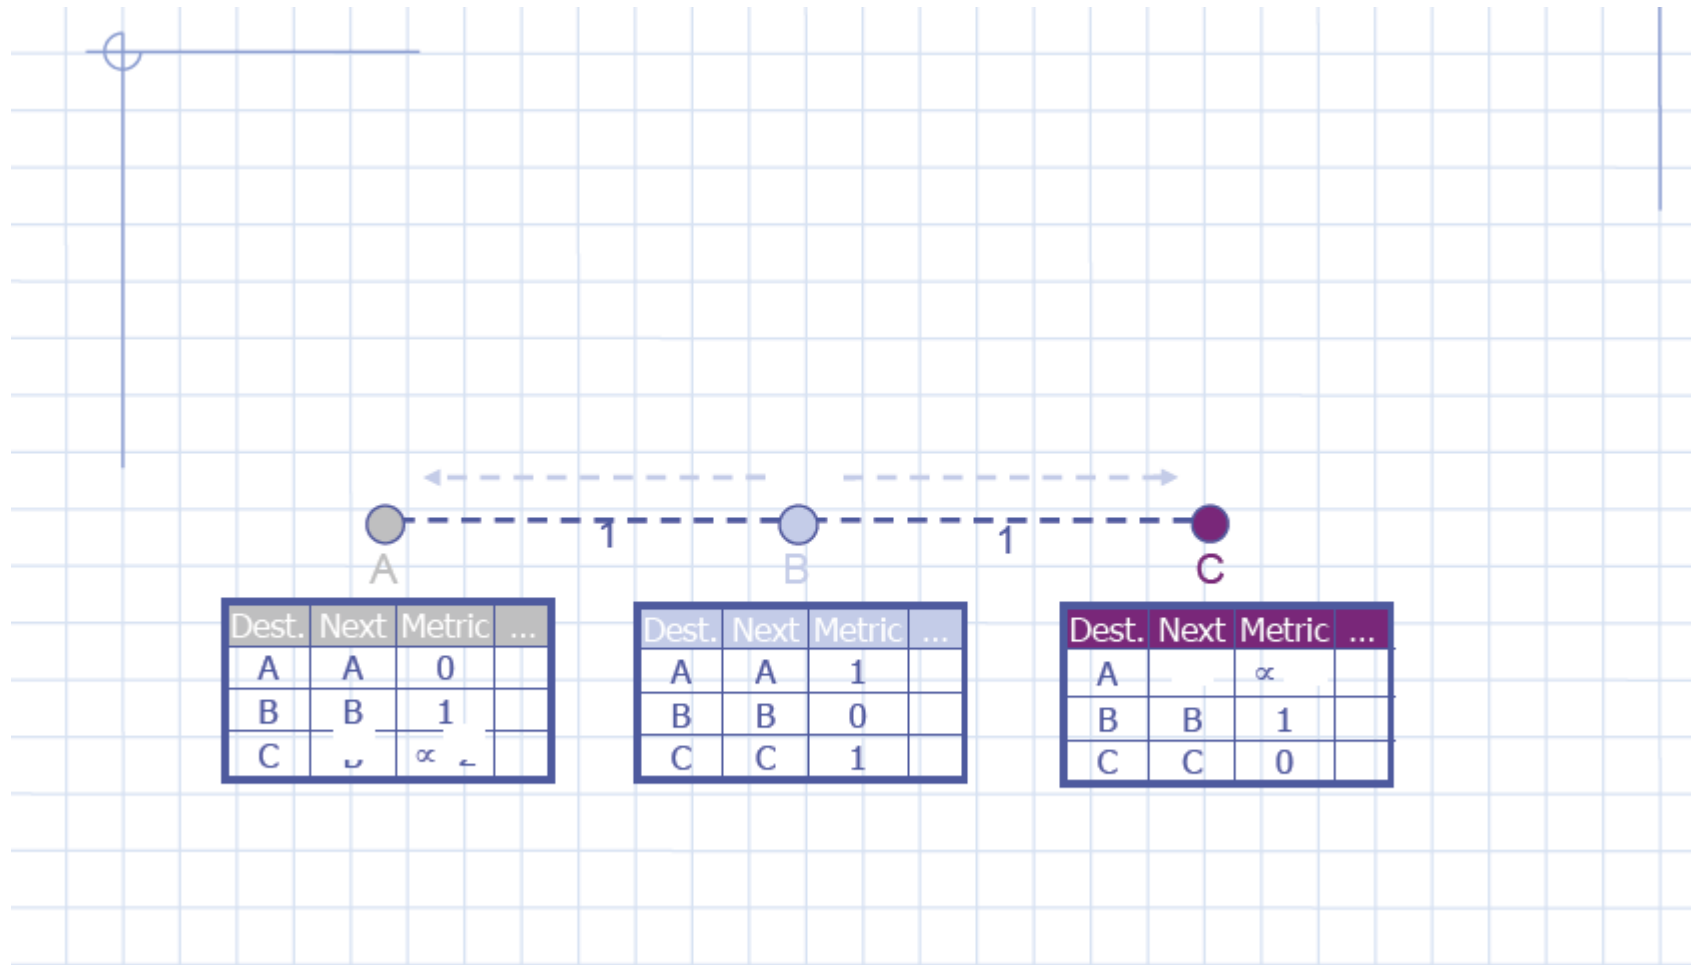 1 1
A B C
Dest. Next Metric ...
A A 0
B B 1
C ∝
Dest. Next Metric ...
A A 1
B B 0
C C 1
Dest. Next Metric ...
A ∝
B B 1
C C 0